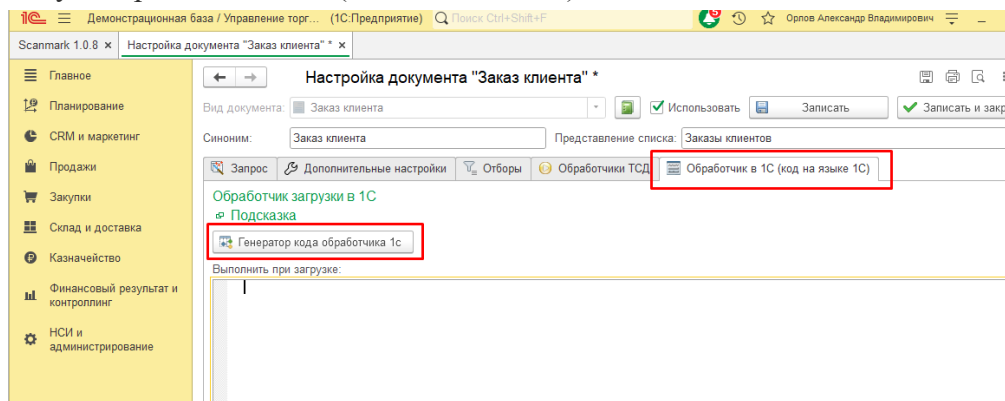 1С Демонстрационная база / Управление торг... (1С:Предприятие) Поиск Ctrl+Shift+F Орлов Александр Владимирович
Scanmark 1.0.8 × Настройка документа "Заказ клиента" * ×
Главное
Планирование
CRM и маркетинг
Продажи
Закупки
Склад и доставка
Казначейство
Финансовый результат и
контроллинг
НСИ и
администрирование
Настройка документа "Заказ клиента" *
Вид документа: Заказ клиента Использовать Записать Записать и закр
Синоним: Заказ клиента Представление списка: Заказы клиентов
Запрос Дополнительные настройки Отборы Обработчики ТСД Обработчик в 1С (код на языке 1С)
Обработчик загрузки в 1С
Подсказка
Генератор кода обработчика 1с
Выполнить при загрузке: